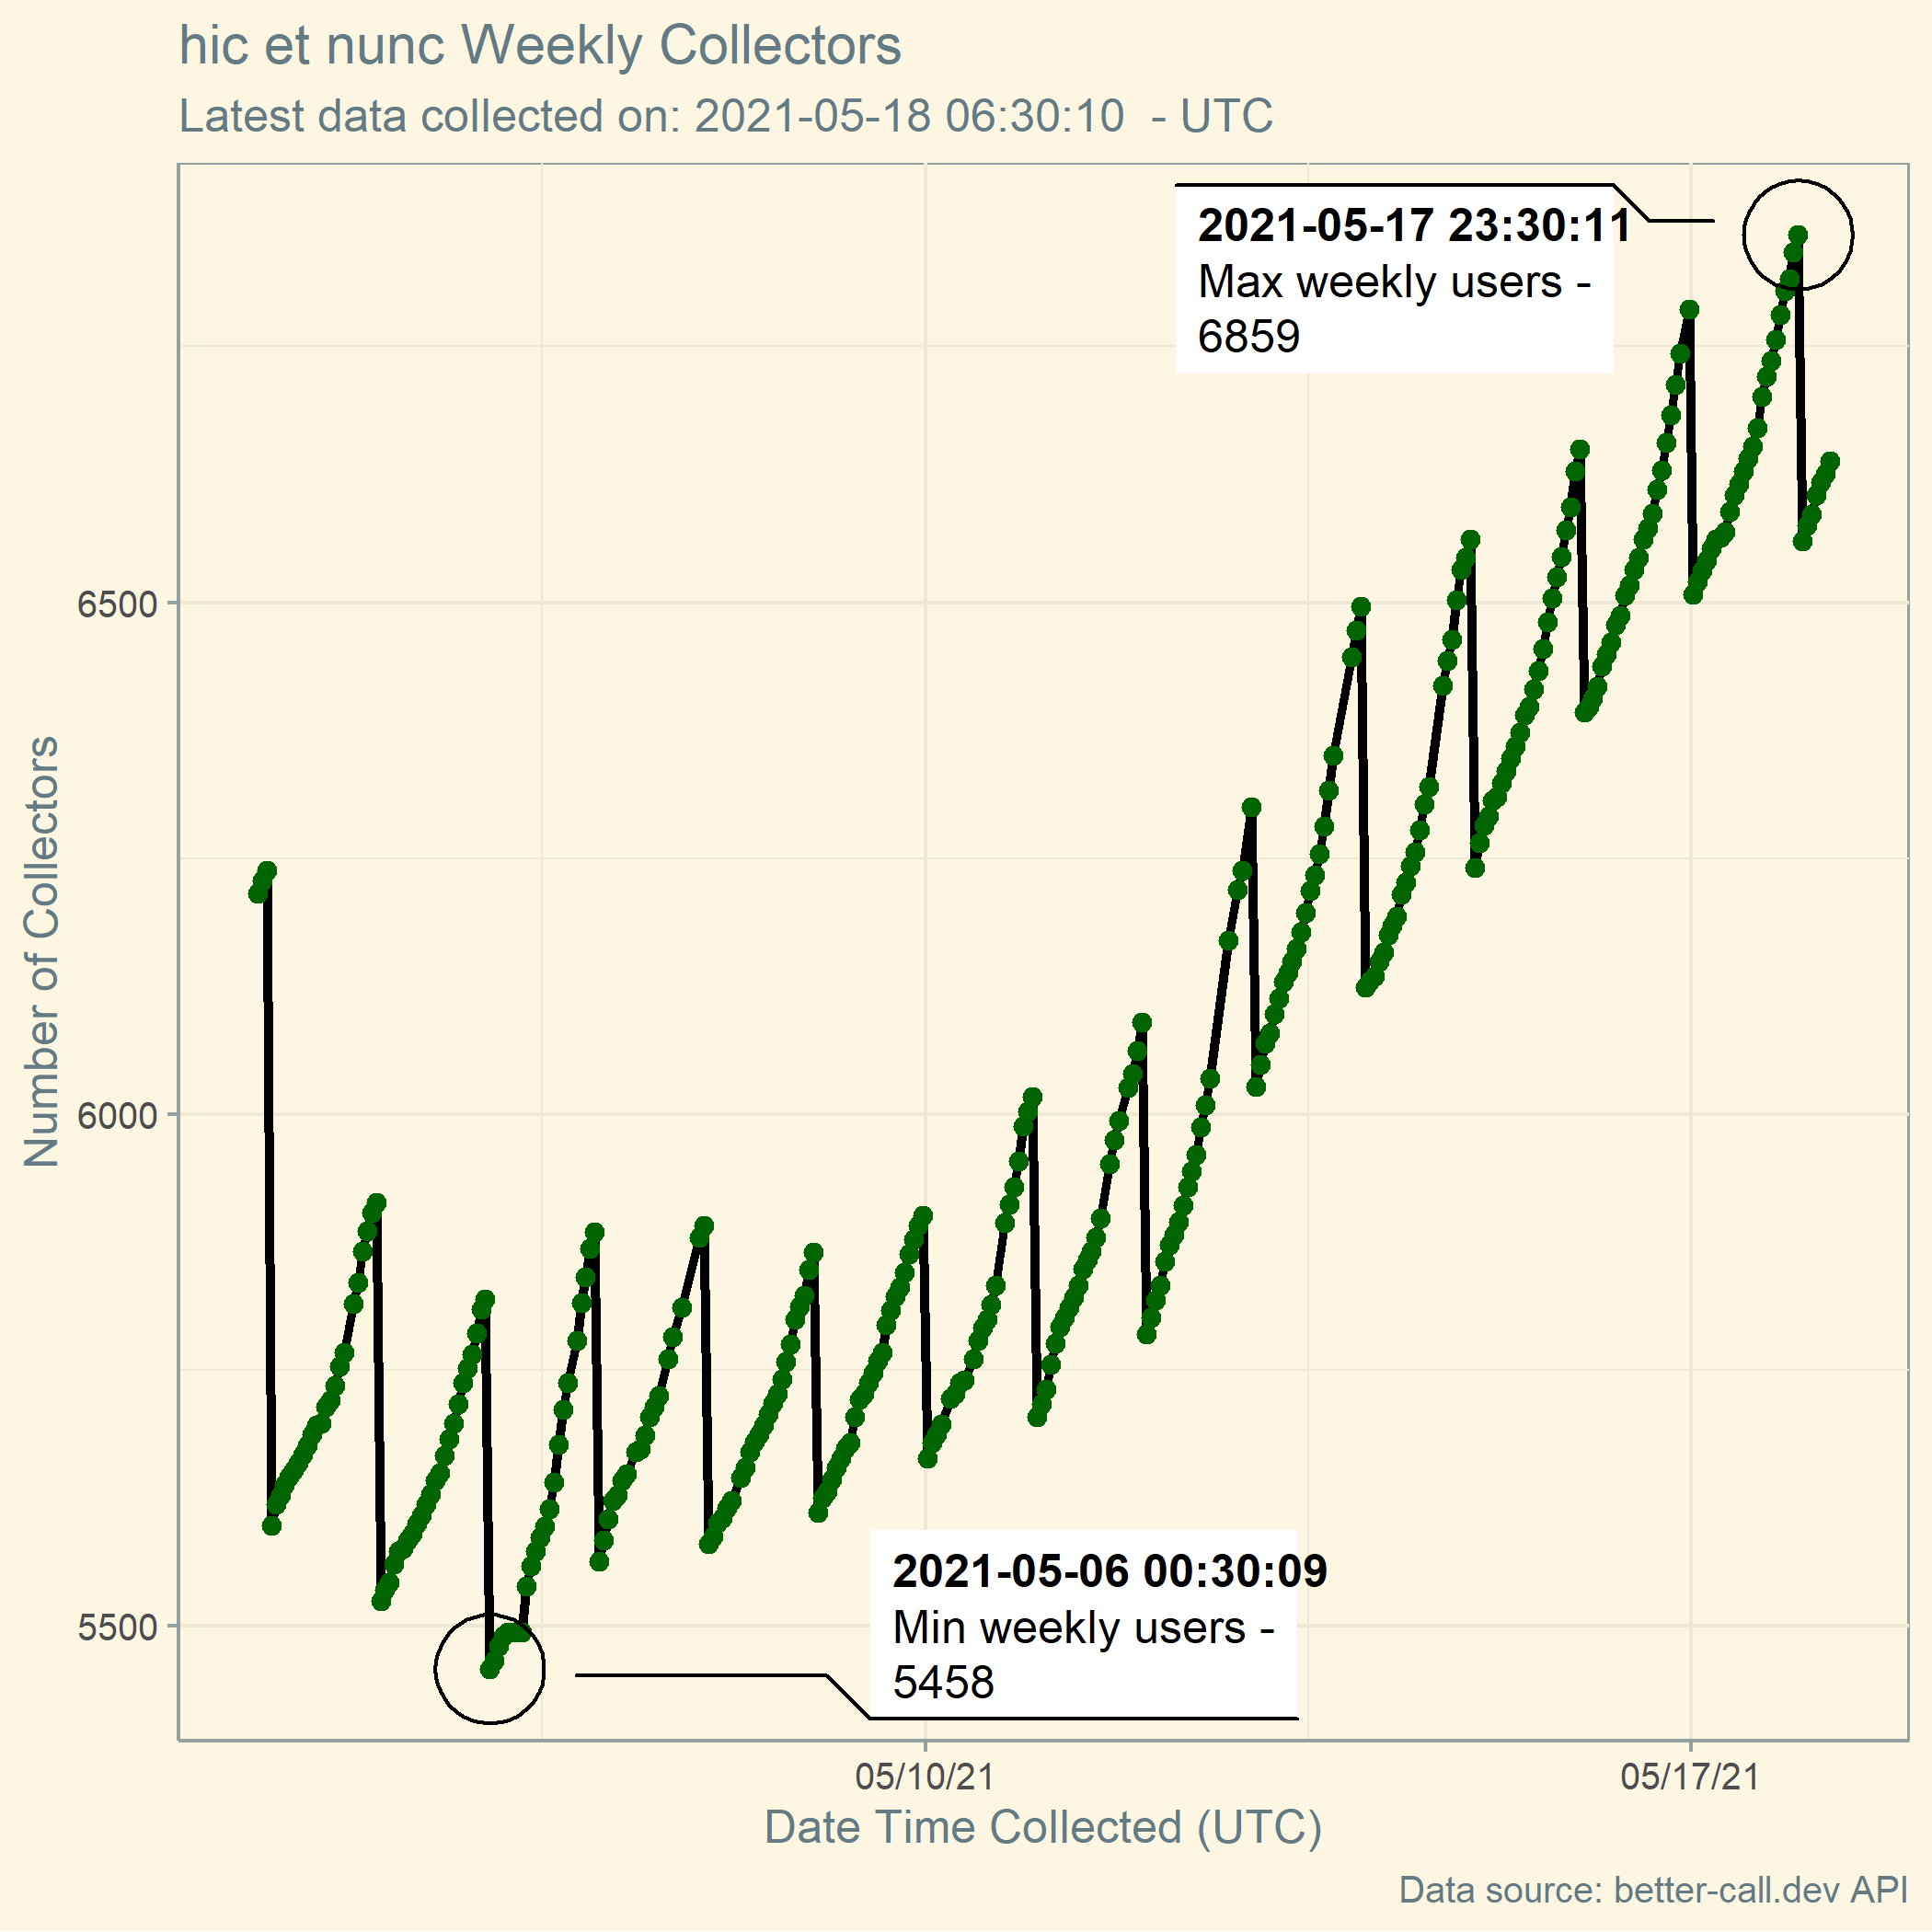 hic et nunc Weekly Collectors
Latest data collected on: 2021-05-18 06:30:10  - UTC
2021-05-17 23:30:11
Max weekly users -
6859
Number of Collectors
6500
6000
5500
2021-05-06 00:30:09
Min weekly users -
5458
05/10/21
05/17/21
Date Time Collected (UTC)
Data source: better-call.dev API